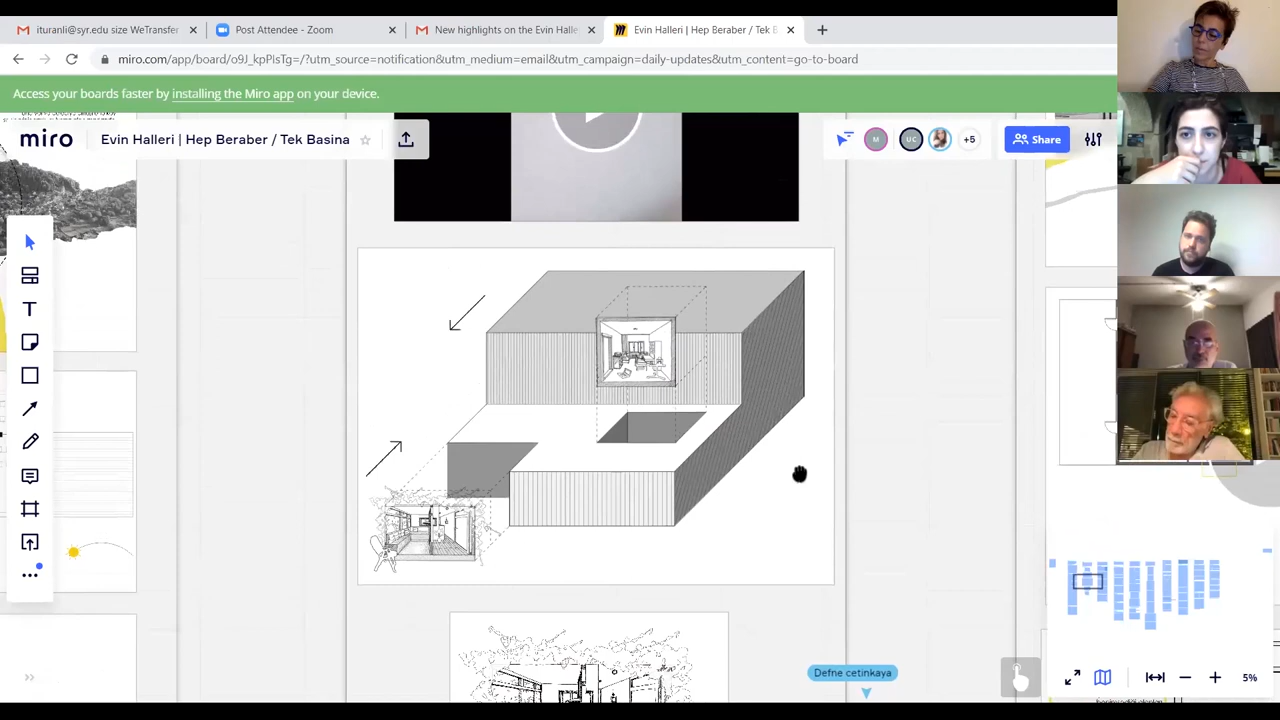 ituranli@syr.edu size WeTransfer
Post Attendee - Zoom
New highlights on the Evin Halle
Evin Halleri | Hep Beraber / Tek B
miro.com/app/board/o9J_kpPlsTg=/?utm_source=notification&utm_medium=email&utm_campaign=daily-updates&utm_content=go-to-board
Access your boards faster by installing the Miro app on your device.
miro
Evin Halleri | Hep Beraber / Tek Basina
M
UC
+5
Share
T
Defne cetinkaya
5%